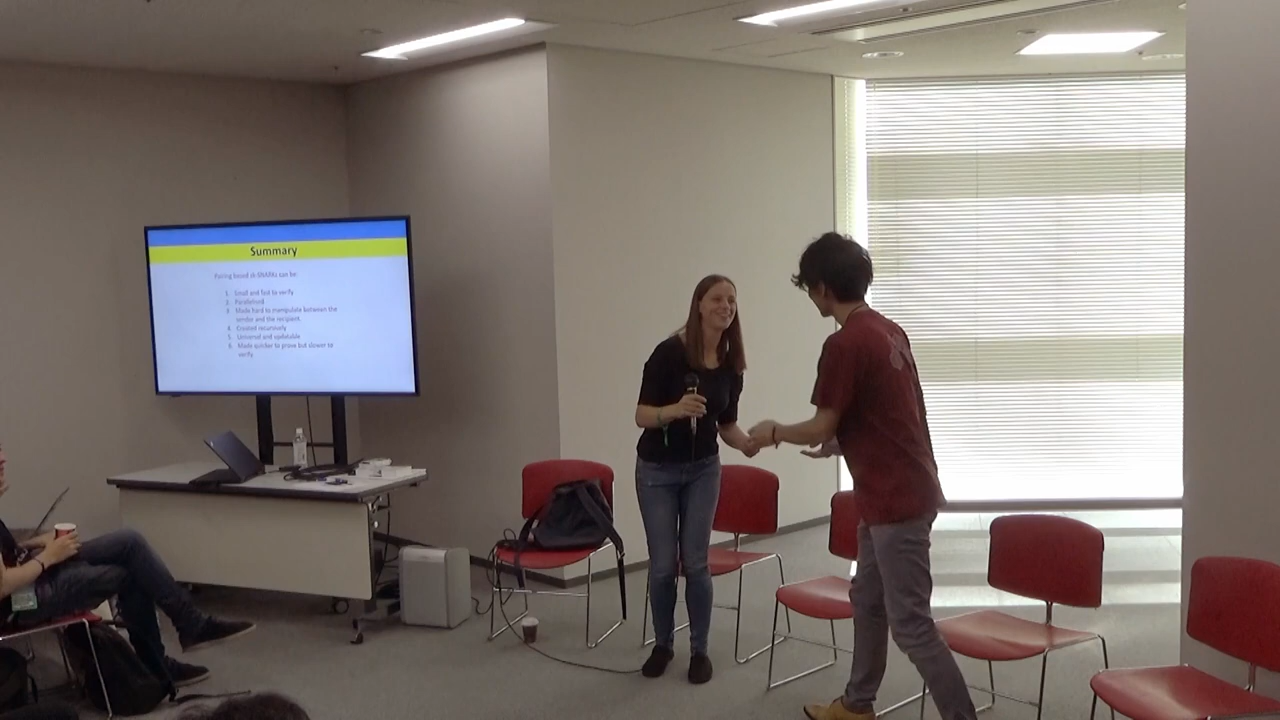 Summary
Pairing based zk-SNARKs can be:
1. Small and fast to verify
2. Parallelised
3. Made hard to manipulate between the
sender and the recipient.
4. Created recursively
5. Universal and updatable
6. Made quicker to prove but slower to
verify.